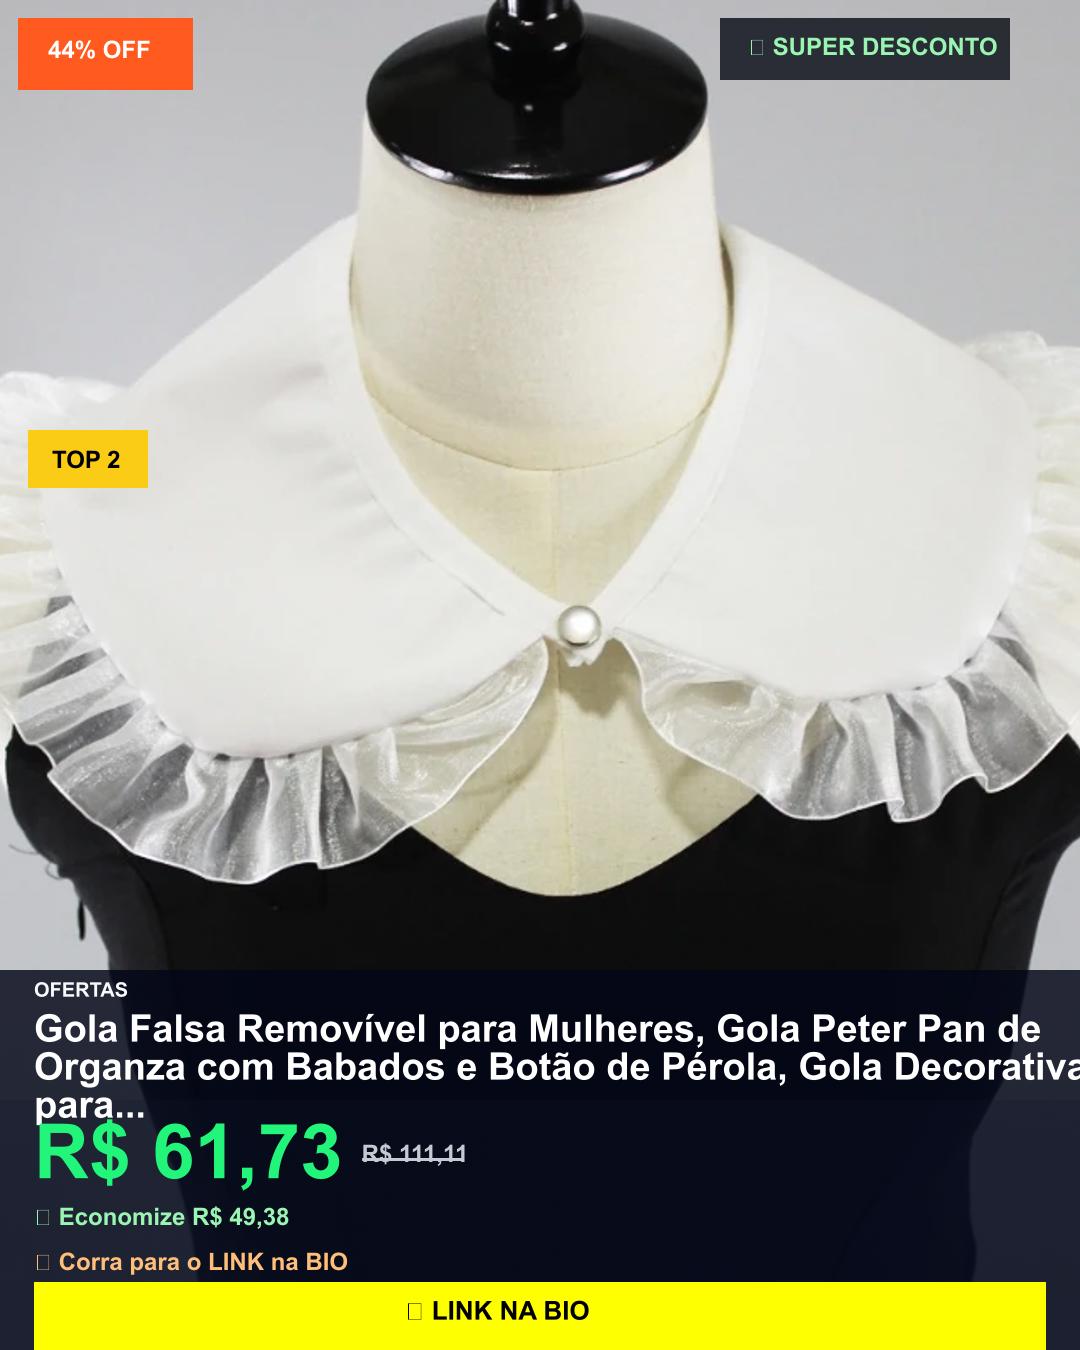 44% OFF
SUPER DESCONTO
TOP 2
OFERTAS
Gola Falsa Removível para Mulheres, Gola Peter Pan de
Organza com Babados e Botão de Pérola, Gola Decorativa
para...
R$ 61,73 R$ 111,11
Economize R$ 49,38
Corra para o LINK na BIO
LINK NA BIO